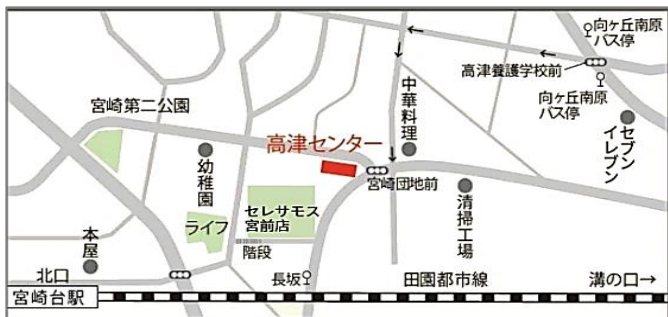 向ヶ丘南原
バス停
高津養護学校前
向ヶ丘南原
バス停
セブン
イレブン
中華料理
宮崎第二公園
高津センター
幼稚園
宮崎団地前
清掃工場
セレサモス
宮前店
ライフ
階段
本屋
北口
長坂
田園都市線
溝の口→
宮崎台駅